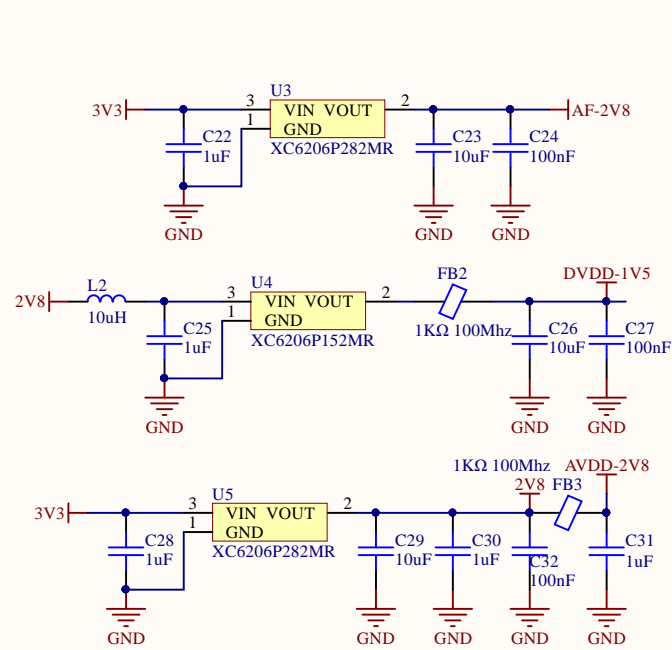 U3
3V3
3
VIN VOUT
2
AF-2V8
1
GND
C22
1uF
XC6206P282MR
C23
10uF
C24
100nF
GND
GND
GND
L2
U4
FB2
DVDD-1V5
2V8
10uH
3
VIN VOUT
2
1
GND
C25
1uF
XC6206P152MR
1KΩ 100Mhz
C26
10uF
C27
100nF
GND
GND
GND
1KΩ 100Mhz
AVDD-2V8
U5
2V8
FB3
3V3
3
VIN VOUT
2
1
GND
C28
1uF
XC6206P282MR
C29
10uF
C30
1uF
C32
100nF
C31
1uF
GND
GND
GND
GND
GND